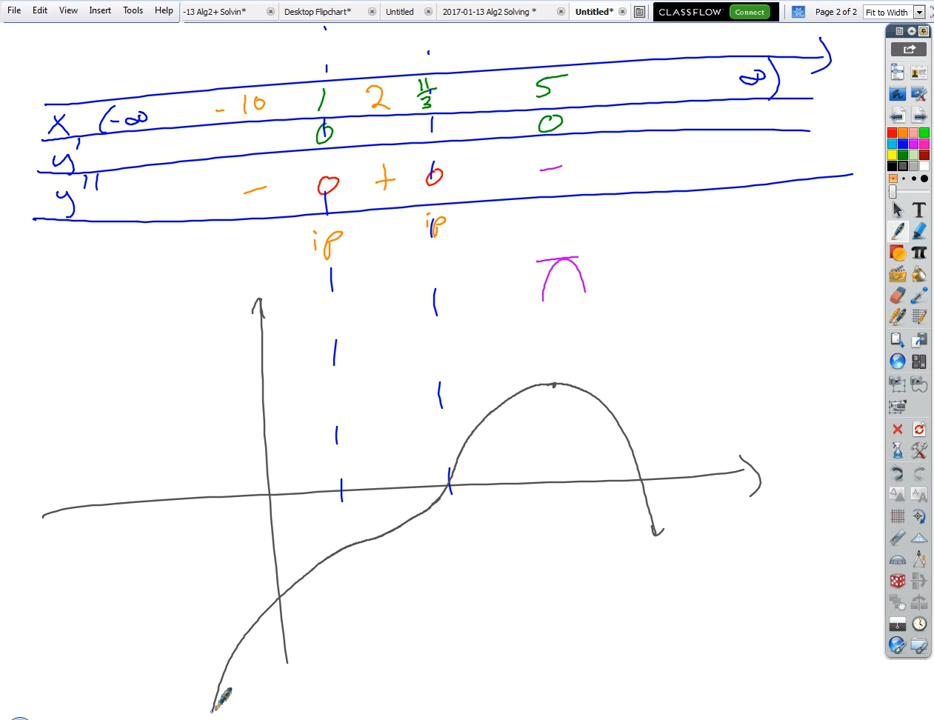 File Edit View Insert Tools Help -13 Alg2+ Solvin* Desktop Flipchart* Untitled 2017-01-13 Alg2 Solving * Untitled* CLASSFLOW Connect Page 2 of 2 Fit to Width
x (-∞ -10 1 2 11/3 5 ∞)
y' 0 0
y'' - 0 + 0 -
ip ip